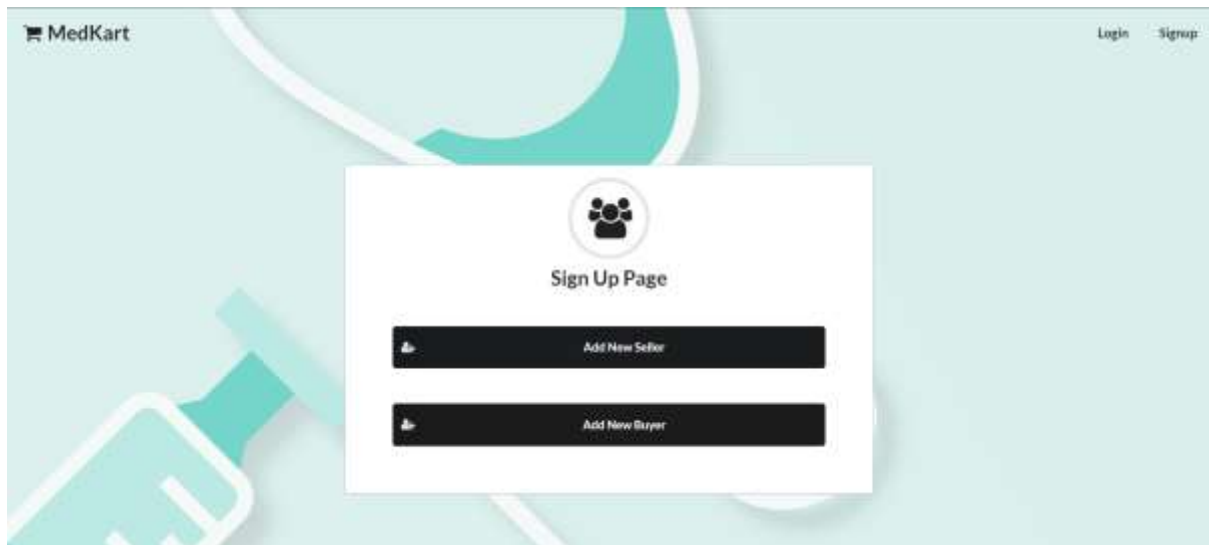 MedKart
Login Signup
Sign Up Page
Add New Seller
Add New Buyer